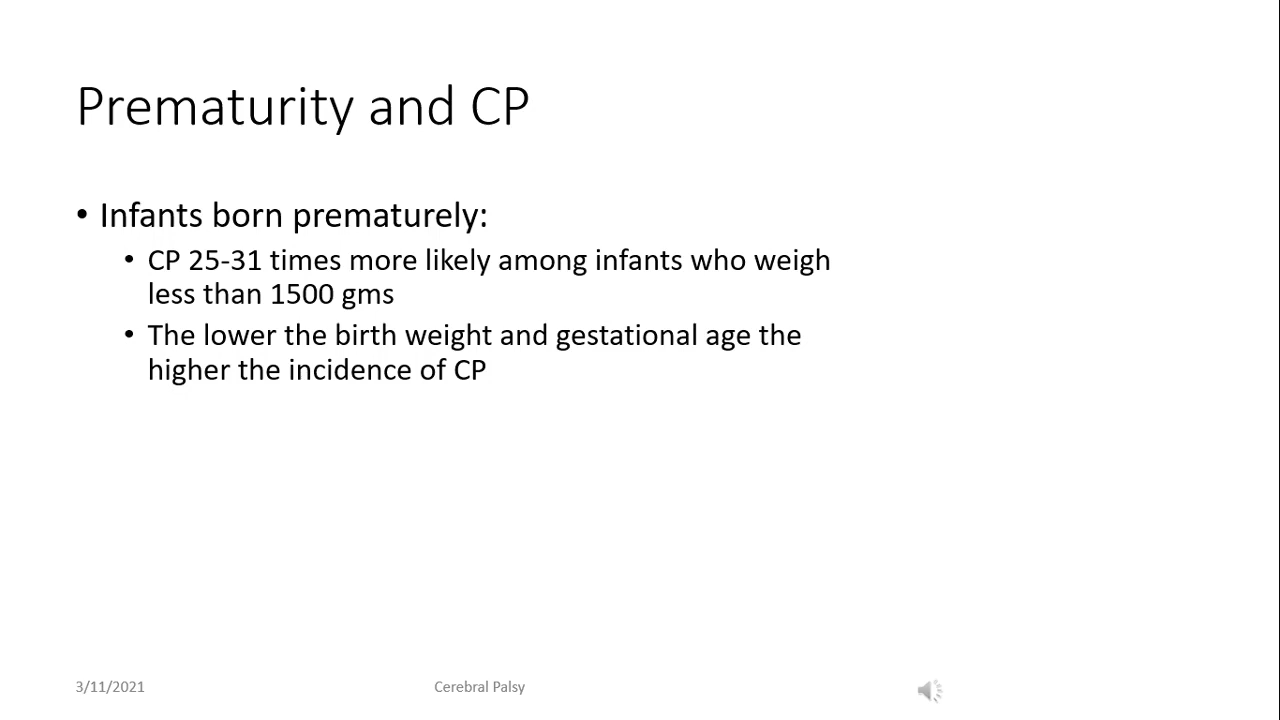 Prematurity and CP
• Infants born prematurely:
• CP 25-31 times more likely among infants who weigh
less than 1500 gms
• The lower the birth weight and gestational age the
higher the incidence of CP
3/11/2021
Cerebral Palsy